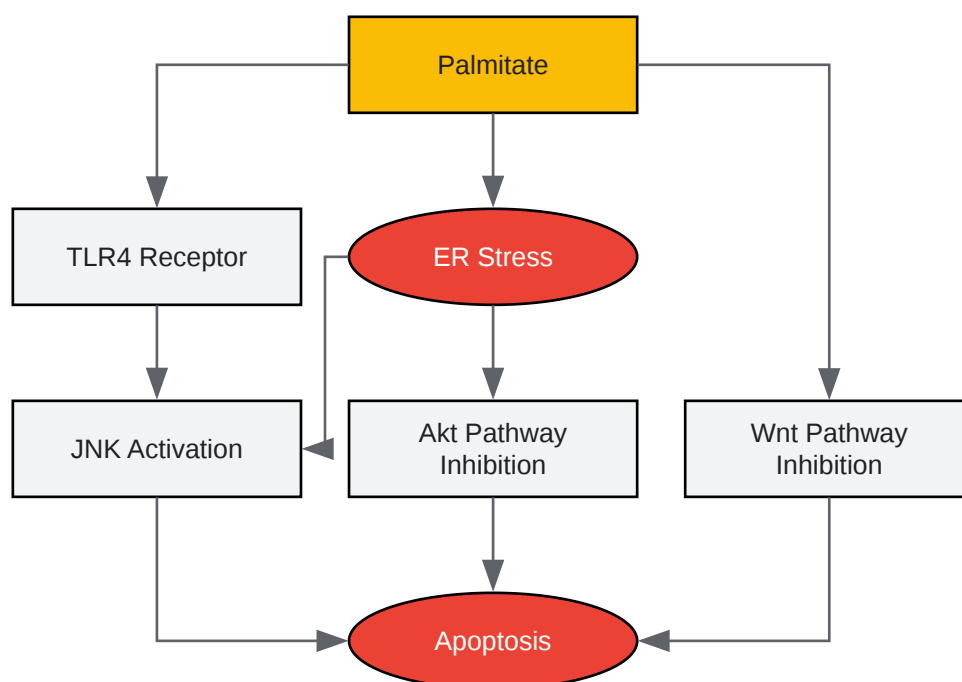 Palmitate
TLR4 Receptor
ER Stress
JNK Activation
Akt Pathway
Inhibition
Wnt Pathway
Inhibition
Apoptosis